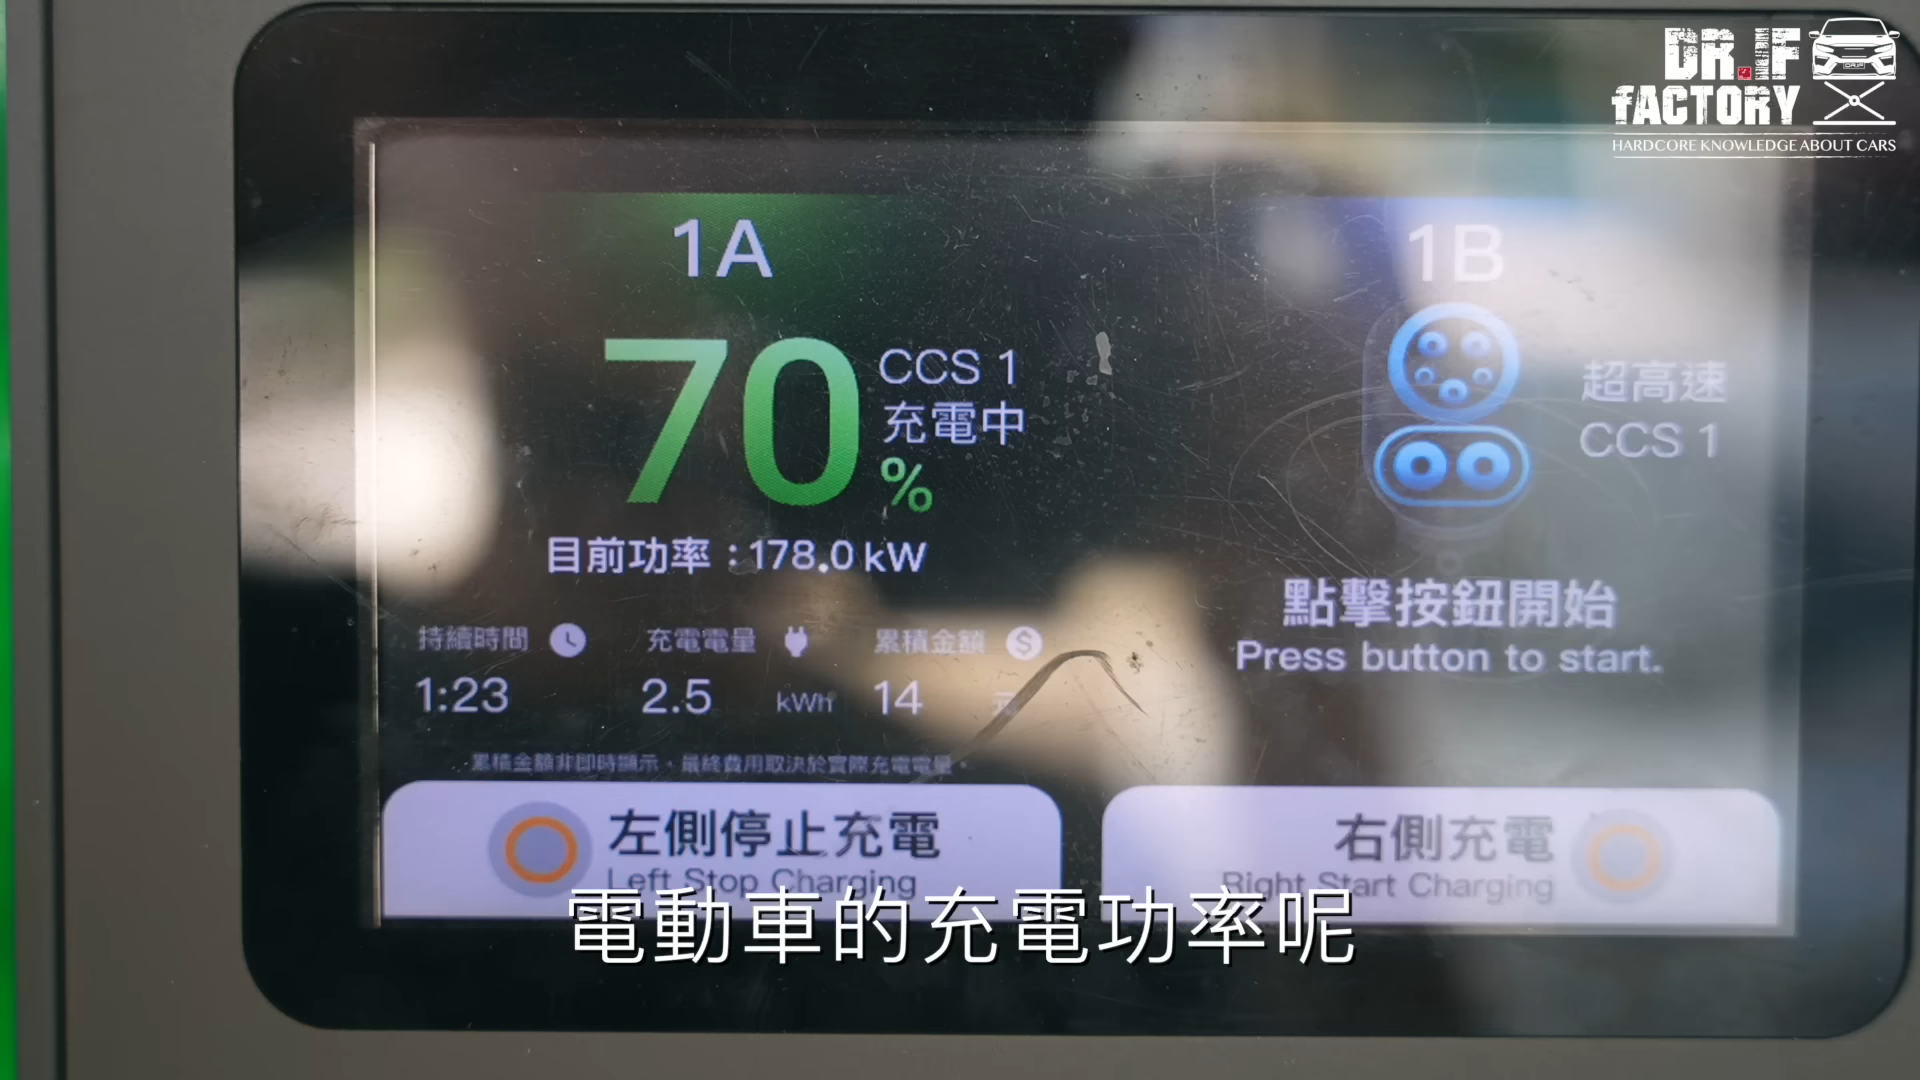 DR.IF
fACTORY
HARDCORE KNOWLEDGE ABOUT CARS
1A
70 %
CCS 1
充電中
目前功率：178.0 kW
持續時間 充電電量 累積金額
1:23 2.5 kWh 14 元
累積金額非即時顯示，最終費用取決於實際充電電量。
左側停止充電
Left Stop Charging
1B
超高速
CCS 1
點擊按鈕開始
Press button to start.
右側充電
Right Start Charging
電動車的充電功率呢